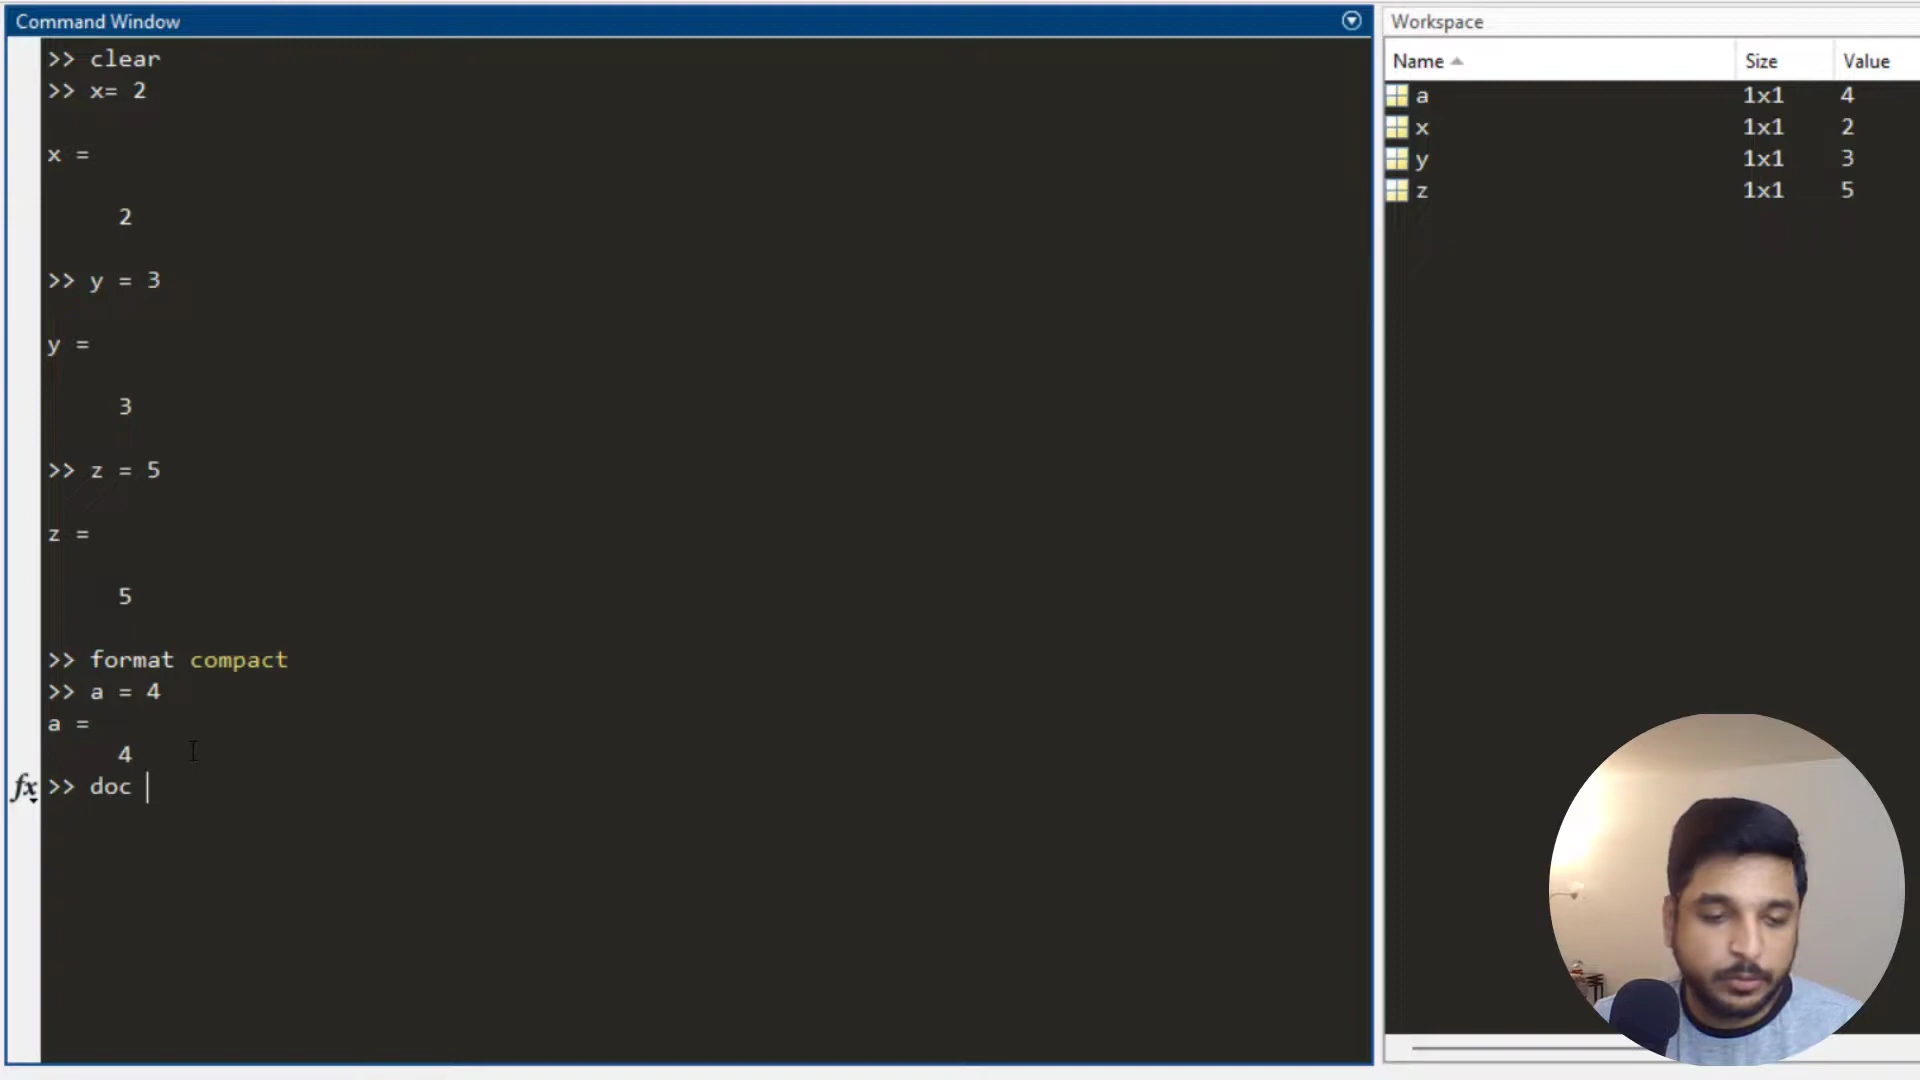 Command Window
>> clear
>> x= 2
x =
2
>> y = 3
y =
3
>> z = 5
z =
5
>> format compact
>> a = 4
a =
4
fx >> doc
Workspace
Name Size Value
a 1x1 4
x 1x1 2
y 1x1 3
z 1x1 5